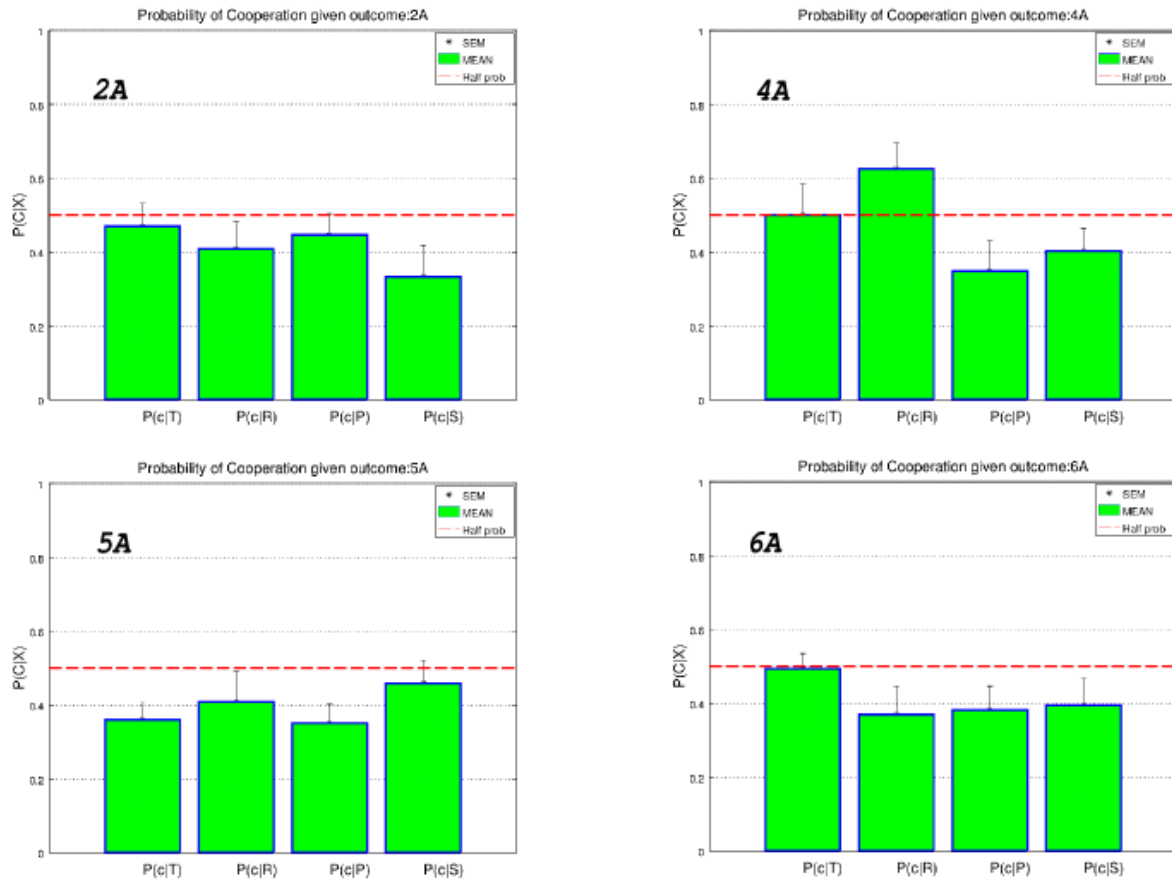 Probability of Cooperation given outcome:2A
1
0.8
0.6
0.4
0.2
0
P(C|X)
2A
SEM
MEAN
Half prob
P(c|T) P(c|R) P(c|P) P(c|S)
Probability of Cooperation given outcome:4A
1
0.8
0.6
0.4
0.2
0
P(C|X)
4A
SEM
MEAN
Half prob
P(c|T) P(c|R) P(c|P) P(c|S)
Probability of Cooperation given outcome:5A
1
0.8
0.6
0.4
0.2
0
P(C|X)
5A
SEM
MEAN
Half prob
P(c|T) P(c|R) P(c|P) P(c|S)
Probability of Cooperation given outcome:6A
1
0.8
0.6
0.4
0.2
0
P(C|X)
6A
SEM
MEAN
Half prob
P(c|T) P(c|R) P(c|P) P(c|S)